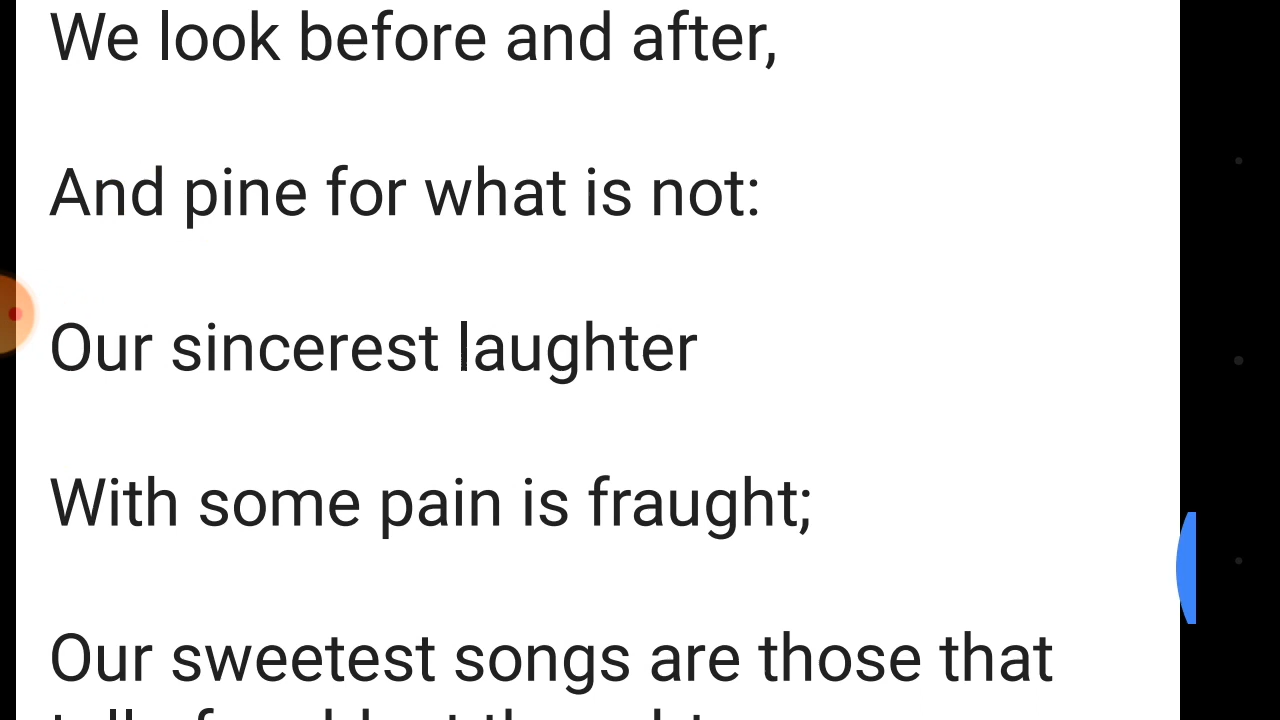 We look before and after,
And pine for what is not:
Our sincerest laughter
With some pain is fraught;
Our sweetest songs are those that